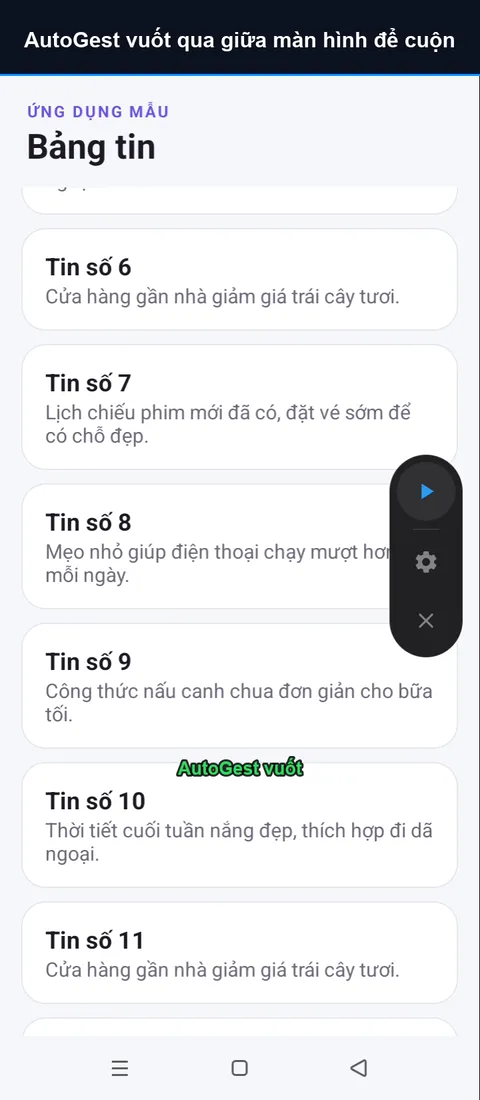 AutoGest vuốt qua giữa màn hình để cuộn
ỨNG DỤNG MẪU
Bảng tin
Tin số 6
Cửa hàng gần nhà giảm giá trái cây tươi.
Tin số 7
Lịch chiếu phim mới đã có, đặt vé sớm để
có chỗ đẹp.
Tin số 8
Mẹo nhỏ giúp điện thoại chạy mượt
mỗi ngày.
Tin số 9
Công thức nấu canh chua đơn giản cho bữa
tối.
AutoGest vuốt
Tin số 10
Thời tiết cuối tuần nắng đẹp, thích hợp đi dã
ngoại.
Tin số 11
Cửa hàng gần nhà giảm giá trái cây tươi.